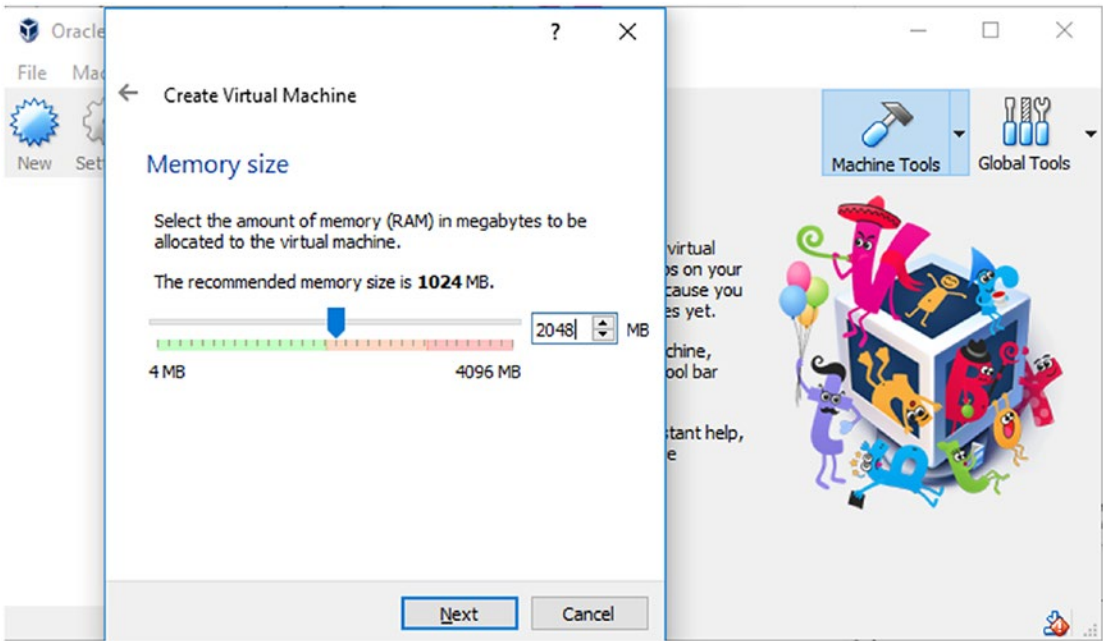 Oracle
? X
File Mac
← Create Virtual Machine
New Set
Machine Tools
Global Tools
Memory size
Select the amount of memory (RAM) in megabytes to be
allocated to the virtual machine.
The recommended memory size is 1024 MB.
2048 MB
4 MB 4096 MB
virtual
os on your
cause you
es yet.
chine,
ool bar
stant help,
e
Next Cancel